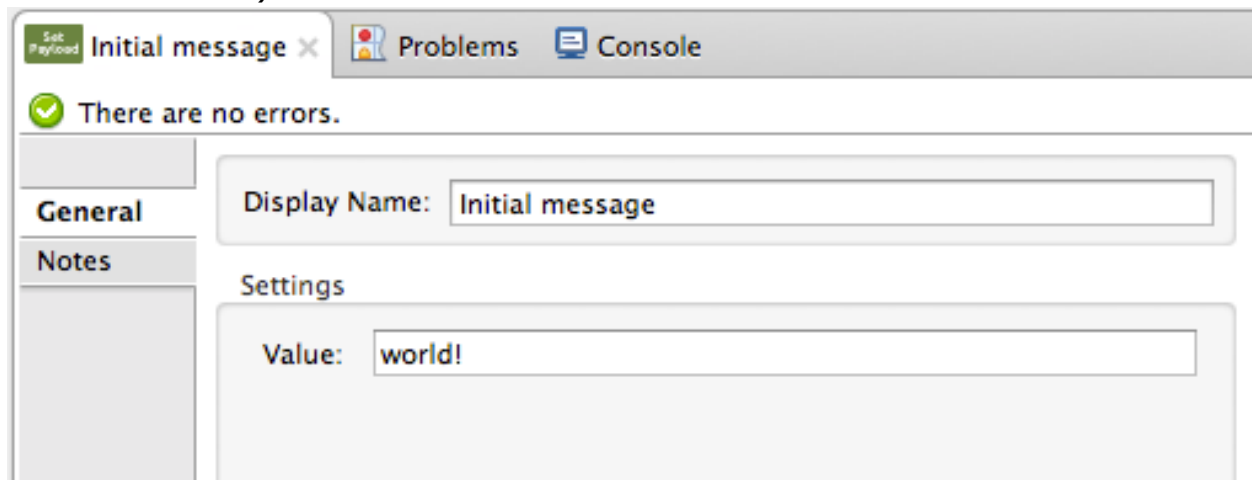 Set
Payload
Initial message
Problems
Console
There are no errors.
General
Notes
Display Name: Initial message
Settings
Value: world!